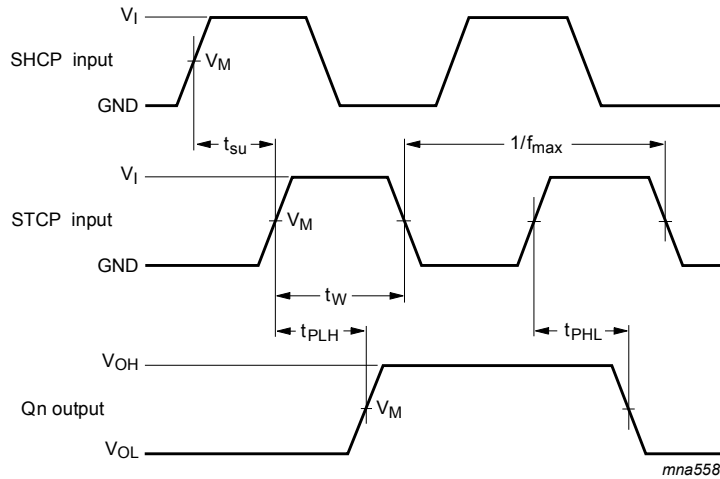 V_I
SHCP input
V_M
GND
t_su
1/f_max
V_I
STCP input
V_M
GND
t_W
t_PLH
t_PHL
V_OH
Qn output
V_M
V_OL
mna558